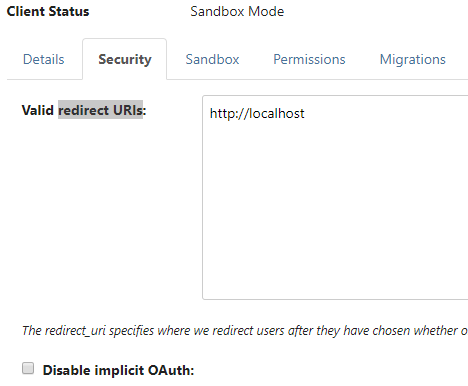 Client Status Sandbox Mode
Details Security Sandbox Permissions Migrations
Valid redirect URIs: http://localhost
The redirect_uri specifies where we redirect users after they have chosen whether o
Disable implicit OAuth: